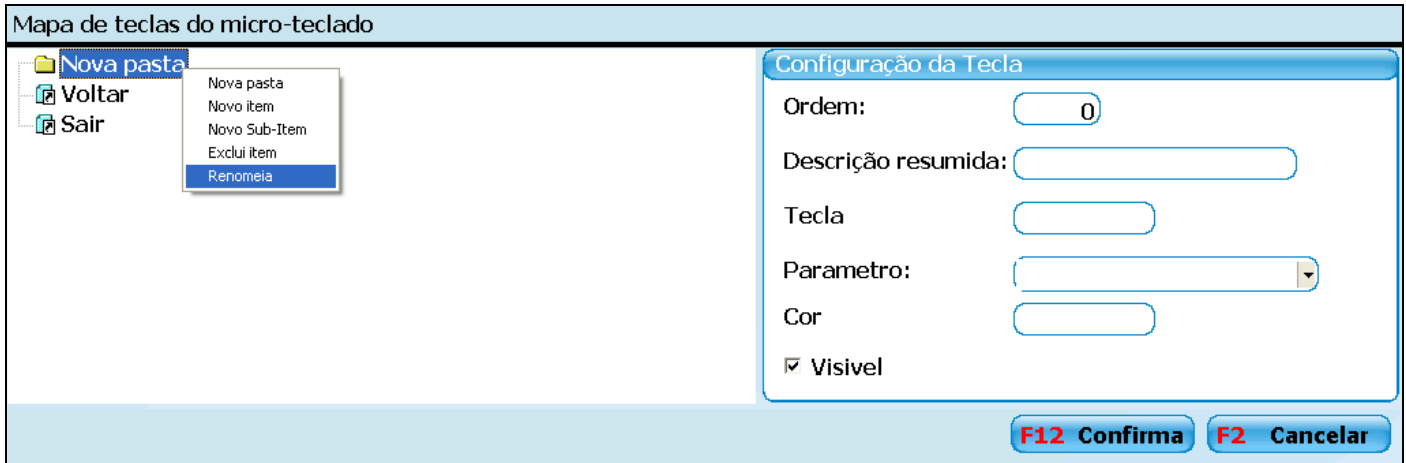 Mapa de teclas do micro-teclado
Nova pasta
Voltar
Sair
Nova pasta
Novo item
Novo Sub-Item
Exclui item
Renomeia
Configuração da Tecla
Ordem: 0
Descrição resumida:
Tecla
Parametro:
Cor
Visivel
F12 Confirma
F2 Cancelar